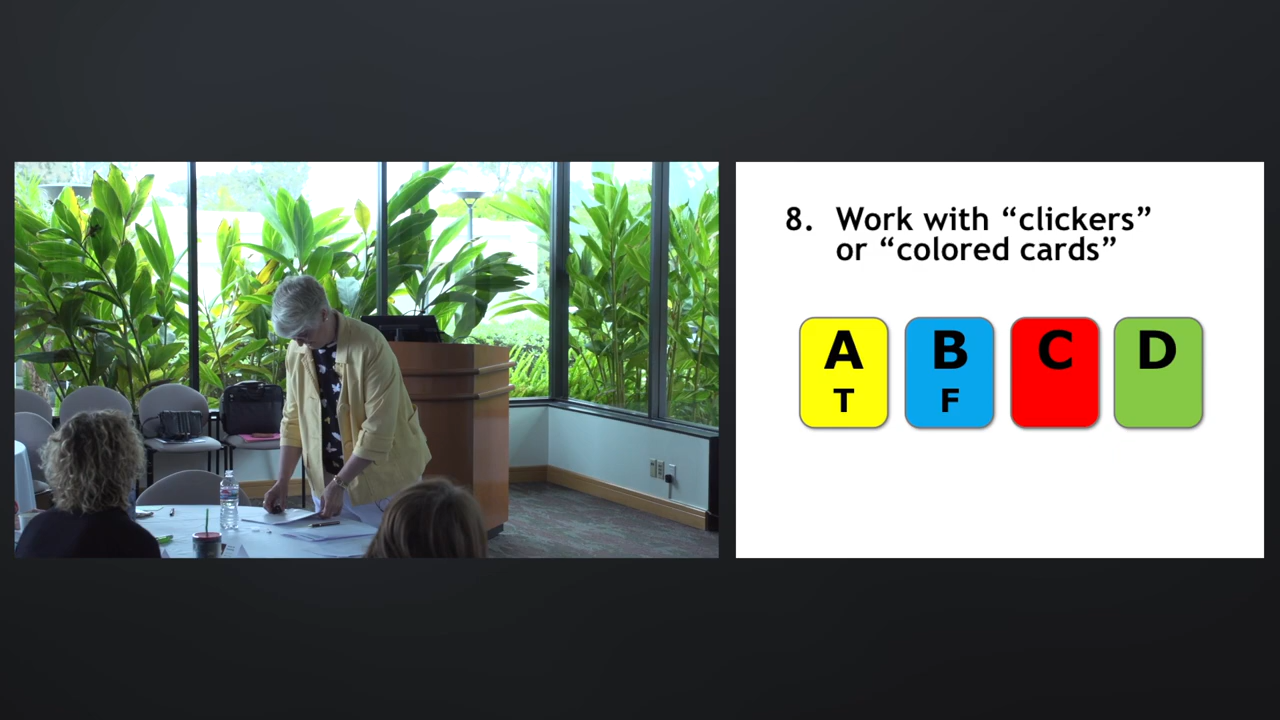 8. Work with “clickers”
or “colored cards”
A B C D
T F